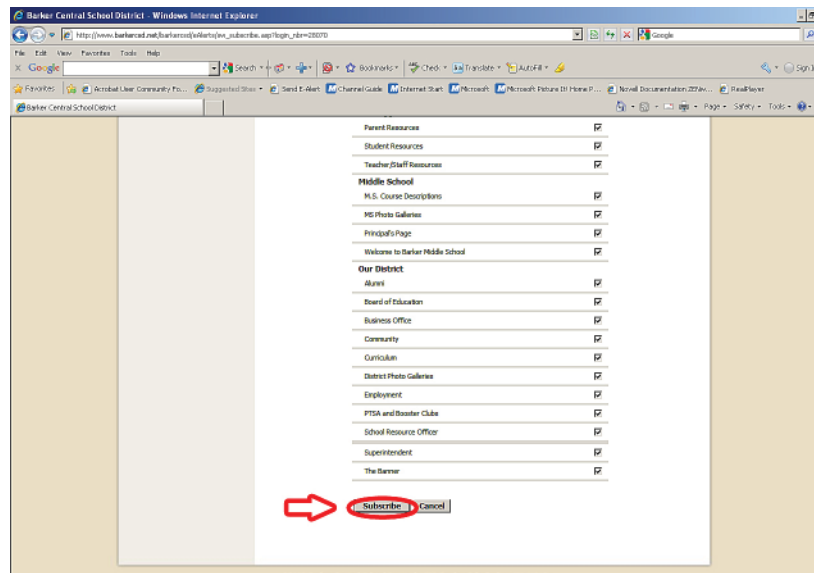 Barker Central School District - Windows Internet Explorer
http://www.barkercsd.net/barkercsd/eAlerts/evt_subscribe.asp?login_nbr=28070
Google
File Edit View Favorites Tools Help
Google Search Bookmarks Check Translate AutoFill Sign
Favorites Acrobat User Community Fo... Suggested Sites Send E-Alert Channel Guide Internet Start Microsoft Microsoft Picture It! Home P... Novell Documentation ZENw... RealPlayer
Barker Central School District Page Safety Tools
Parent Resources
Student Resources
Teacher/Staff Resources
Middle School
M.S. Course Descriptions
MS Photo Galleries
Principal's Page
Welcome to Barker Middle School
Our District
Alumni
Board of Education
Business Office
Community
Curriculum
District Photo Galleries
Employment
PTSA and Booster Clubs
School Resource Officer
Superintendent
The Banner
Subscribe Cancel